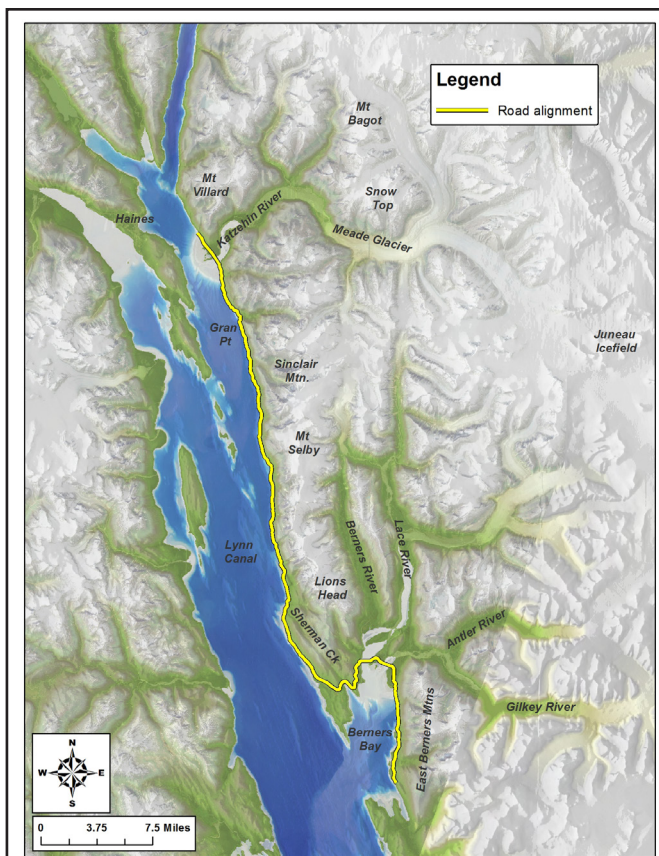 Legend
Road alignment
Mt
Bagot
Mt
Villard
Snow
Top
Haines
Katzehin River
Meade Glacier
Gran
Pt
Juneau
Icefield
Sinclair
Mtn.
Mt
Selby
Lynn
Canal
Berners River
Lace River
Lions
Head
Sherman Ck
Antler River
Gilkey River
Berners
Bay
East Berners Mtns
N
W
E
S
0
3.75
7.5 Miles